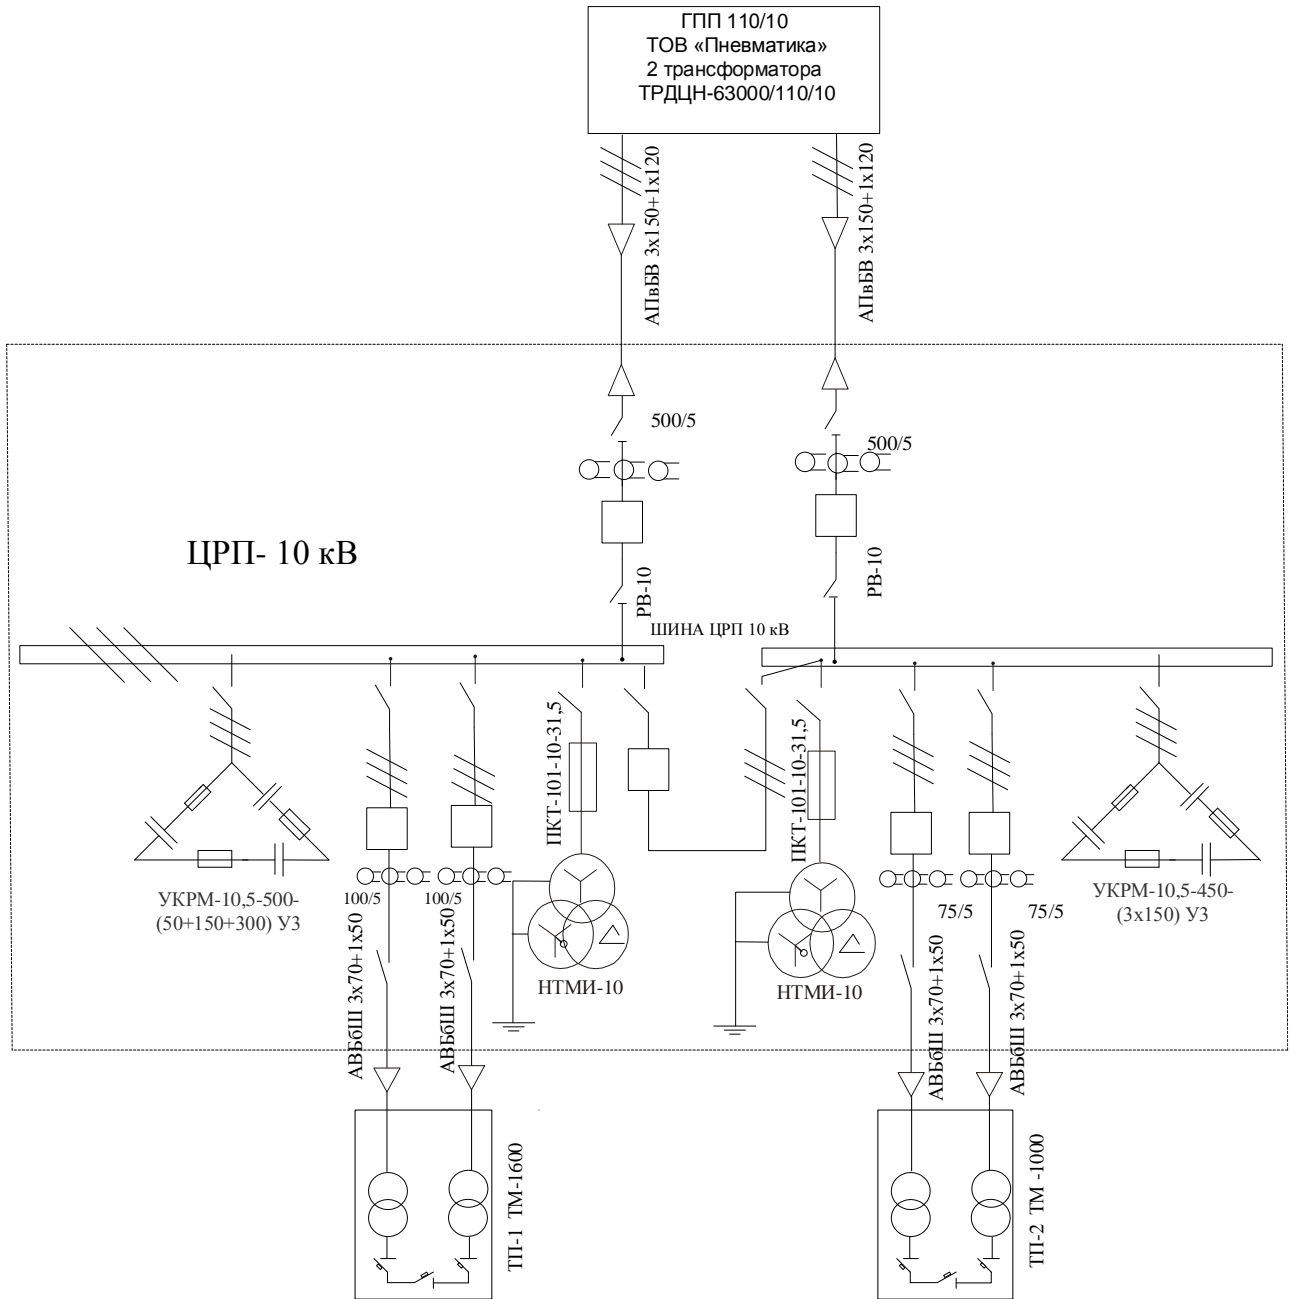 ГПП 110/10
ТОВ «Пневматика»
2 трансформатора
ТРДЦН-63000/110/10
АПвБВ 3х150+1х120
АПвБВ 3х150+1х120
500/5
500/5
ЦРП- 10 кВ
РВ-10
РВ-10
ШИНА ЦРП 10 кВ
ПКТ-101-10-31,5
ПКТ-101-10-31,5
УКРМ-10,5-500-
(50+150+300) У3
100/5
100/5
75/5
75/5
УКРМ-10,5-450-
(3х150) У3
АВБбШ 3х70+1х50
АВБбШ 3х70+1х50
НТМИ-10
НТМИ-10
АВБбШ 3х70+1х50
АВБбШ 3х70+1х50
ТП-1 ТМ-1600
ТП-2 ТМ -1000